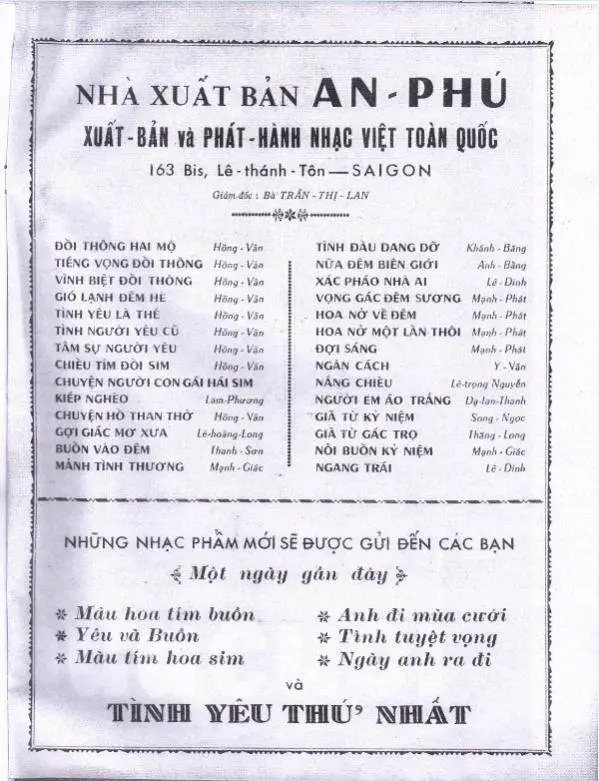 NHÀ XUẤT BẢN AN-PHÚ
XUẤT-BẢN và PHÁT-HÀNH NHẠC VIỆT TOÀN QUỐC
163 Bis, Lê-thánh-Tôn — SAIGON
Giám-đốc : Bà TRẦN-THỊ-LAN
ĐỒI THÔNG HAI MỘ Hồng-Vân
TIẾNG VỌNG ĐỒI THÔNG Hồng-Vân
VĨNH BIỆT ĐỒI THÔNG Hồng-Vân
GIÓ LẠNH ĐÊM HÈ Hồng-Vân
TÌNH YÊU LÀ THẾ Hồng-Vân
TÌNH NGƯỜI YÊU CŨ Hồng-Vân
TÂM SỰ NGƯỜI YÊU Hồng-Vân
CHIỀU TÍM ĐỒI SIM Hồng-Vân
CHUYỆN NGƯỜI CON GÁI HÁI SIM
KIẾP NGHÈO Lam-Phương
CHUYỆN HỒ THAN THỞ Hồng-Vân
GỢI GIẤC MƠ XƯA Lê-hoàng-Long
BUỒN VÀO ĐÊM Thanh-Sơn
MẢNH TÌNH THƯƠNG Mạnh-Giác
TÌNH ĐẦU DANG DỞ Khánh-Băng
NỬA ĐÊM BIÊN GIỚI Anh-Bằng
XÁC PHÁO NHÀ AI Lê-Dinh
VỌNG GÁC ĐÊM SƯƠNG Mạnh-Phát
HOA NỞ VỀ ĐÊM Mạnh-Phát
HOA NỞ MỘT LẦN THÔI Mạnh-Phát
ĐỢI SÁNG Mạnh-Phát
NGĂN CÁCH Y-Vân
NẮNG CHIỀU Lê-trọng Nguyễn
NGƯỜI EM ÁO TRẮNG Dạ-lan-Thanh
GIÃ TỪ KỶ NIỆM Song-Ngọc
GIÃ TỪ GÁC TRỌ Thăng-Long
NỖI BUỒN KỶ NIỆM Mạnh-Giác
NGANG TRÁI Lê-Dinh
NHỮNG NHẠC PHẨM MỚI SẼ ĐƯỢC GỬI ĐẾN CÁC BẠN
Một ngày gần đây
* Màu hoa tím buồn
* Yêu và Buồn
* Màu tím hoa sim
* Anh đi mùa cưới
* Tình tuyệt vọng
* Ngày anh ra đi
và
TÌNH YÊU THỨ NHẤT